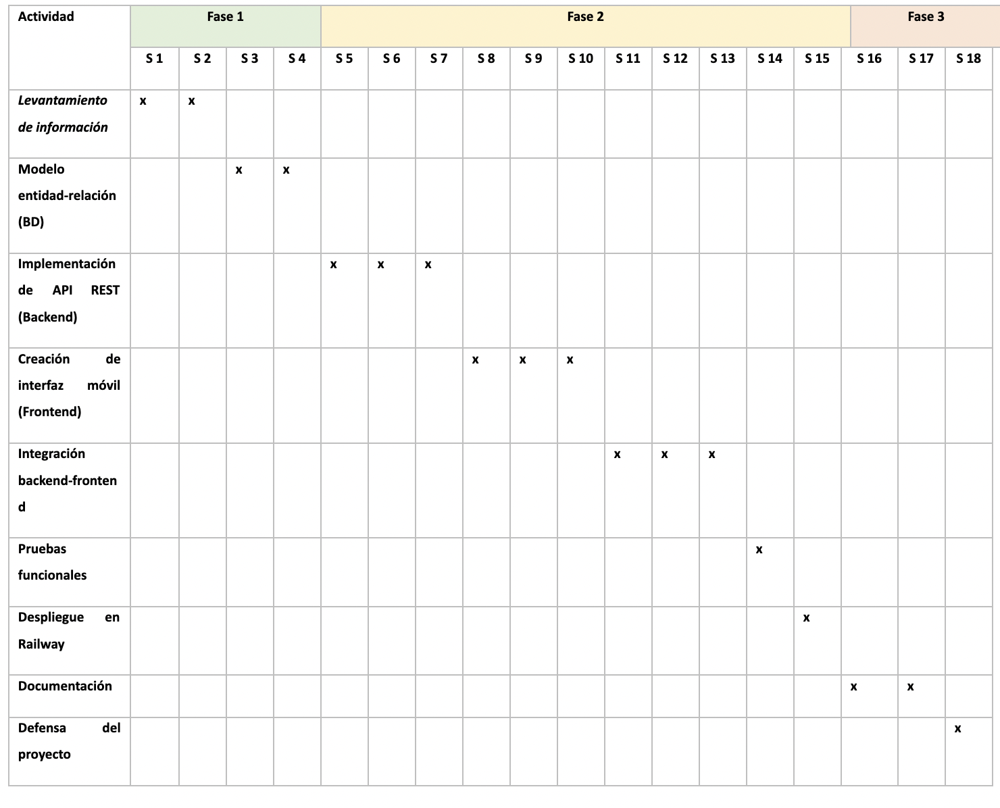 Actividad Fase 1 Fase 2 Fase 3
S 1 S 2 S 3 S 4 S 5 S 6 S 7 S 8 S 9 S 10 S 11 S 12 S 13 S 14 S 15 S 16 S 17 S 18
Levantamiento x x
de información
Modelo x x
entidad-relación
(BD)
Implementación x x x
de API REST
(Backend)
Creación de x x x
interfaz móvil
(Frontend)
Integración x x x
backend-fronten
d
Pruebas x
funcionales
Despliegue en x
Railway
Documentación x x
Defensa del x
proyecto